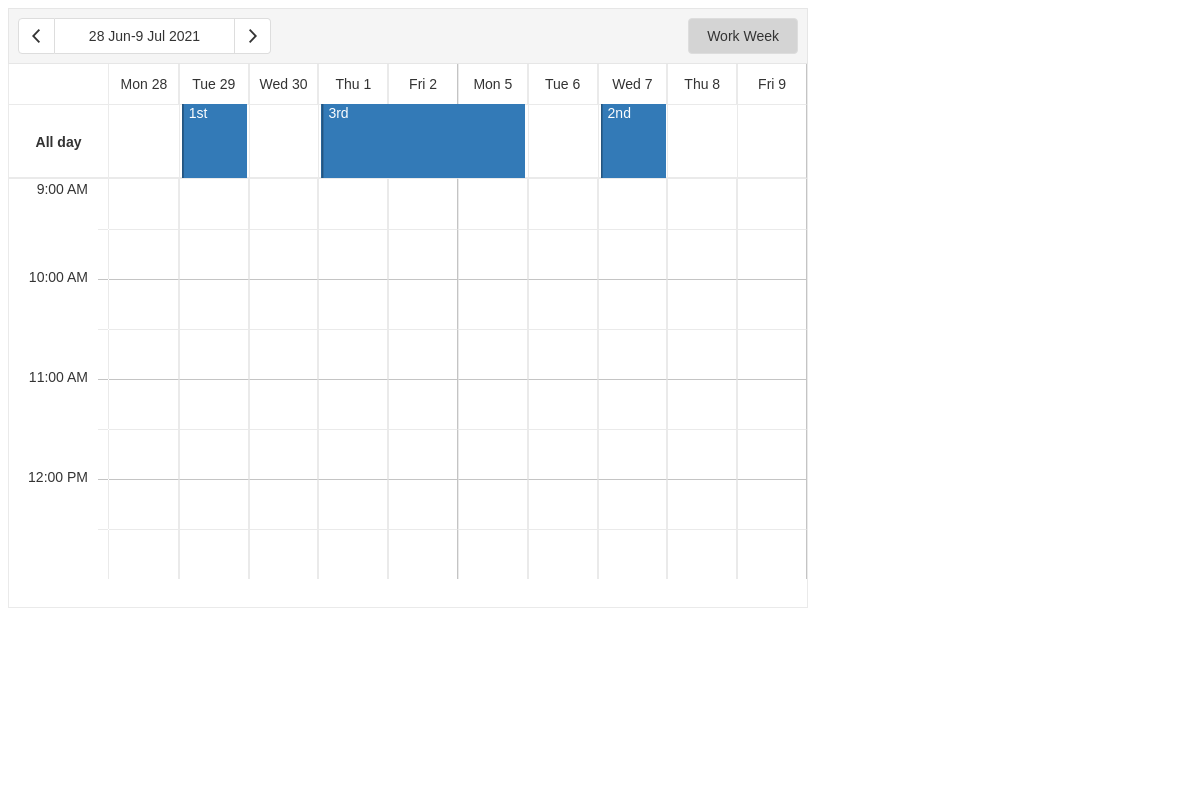 28 Jun-9 Jul 2021
Work Week
Mon 28 Tue 29 Wed 30 Thu 1 Fri 2 Mon 5 Tue 6 Wed 7 Thu 8 Fri 9
All day
1st 3rd 2nd
9:00 AM
10:00 AM
11:00 AM
12:00 PM